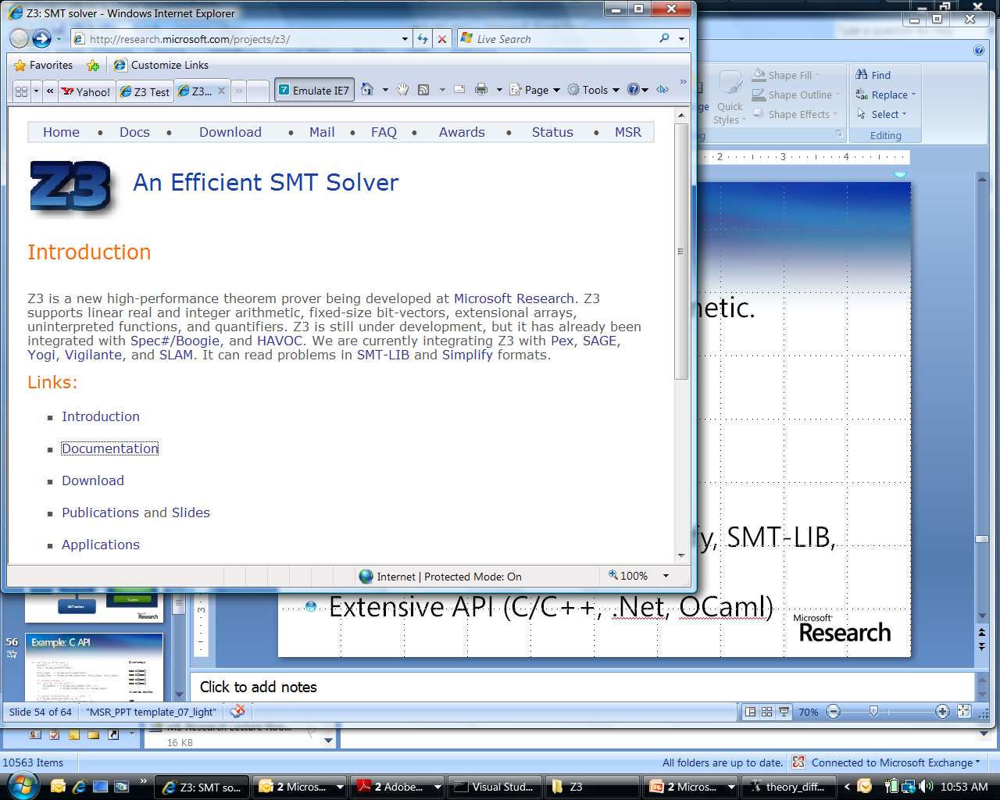 Z3: SMT solver - Windows Internet Explorer
http://research.microsoft.com/projects/z3/
Live Search
Favorites
Customize Links
Yahoo!
Z3 Test
Z3...
Emulate IE7
Page
Tools
Home • Docs • Download • Mail • FAQ • Awards • Status • MSR
Z3
An Efficient SMT Solver
Introduction
Z3 is a new high-performance theorem prover being developed at Microsoft Research. Z3
supports linear real and integer arithmetic, fixed-size bit-vectors, extensional arrays,
uninterpreted functions, and quantifiers. Z3 is still under development, but it has already been
integrated with Spec#/Boogie, and HAVOC. We are currently integrating Z3 with Pex, SAGE,
Yogi, Vigilante, and SLAM. It can read problems in SMT-LIB and Simplify formats.
Links:
Introduction
Documentation
Download
Publications and Slides
Applications
Internet | Protected Mode: On
100%
Shape Fill
Shape Outline
Shape Effects
Quick
Styles
Find
Replace
Select
Editing
2
3
4
netic.
fy, SMT-LIB,
Extensive API (C/C++, .Net, OCaml)
Microsoft
Research
3
56
Example: C API
Click to add notes
Slide 54 of 64
"MSR_PPT template_07_light"
70%
16 KB
10563 Items
All folders are up to date.
Connected to Microsoft Exchange
Z3: SMT so...
2 Micros...
2 Adobe...
Visual Stud...
Z3
2 Micros...
theory_diff...
10:53 AM